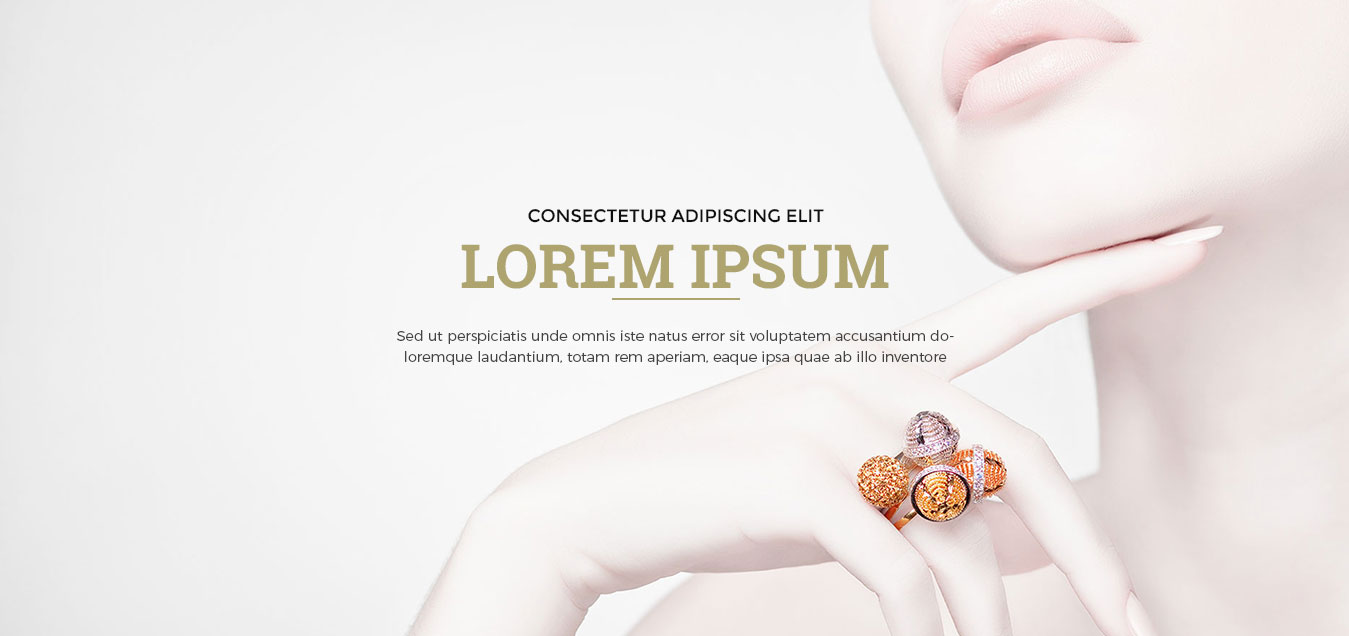 CONSECTETUR ADIPISCING ELIT
LOREM IPSUM
Sed ut perspiciatis unde omnis iste natus error sit voluptatem accusantium do-
loremque laudantium, totam rem aperiam, eaque ipsa quae ab illo inventore